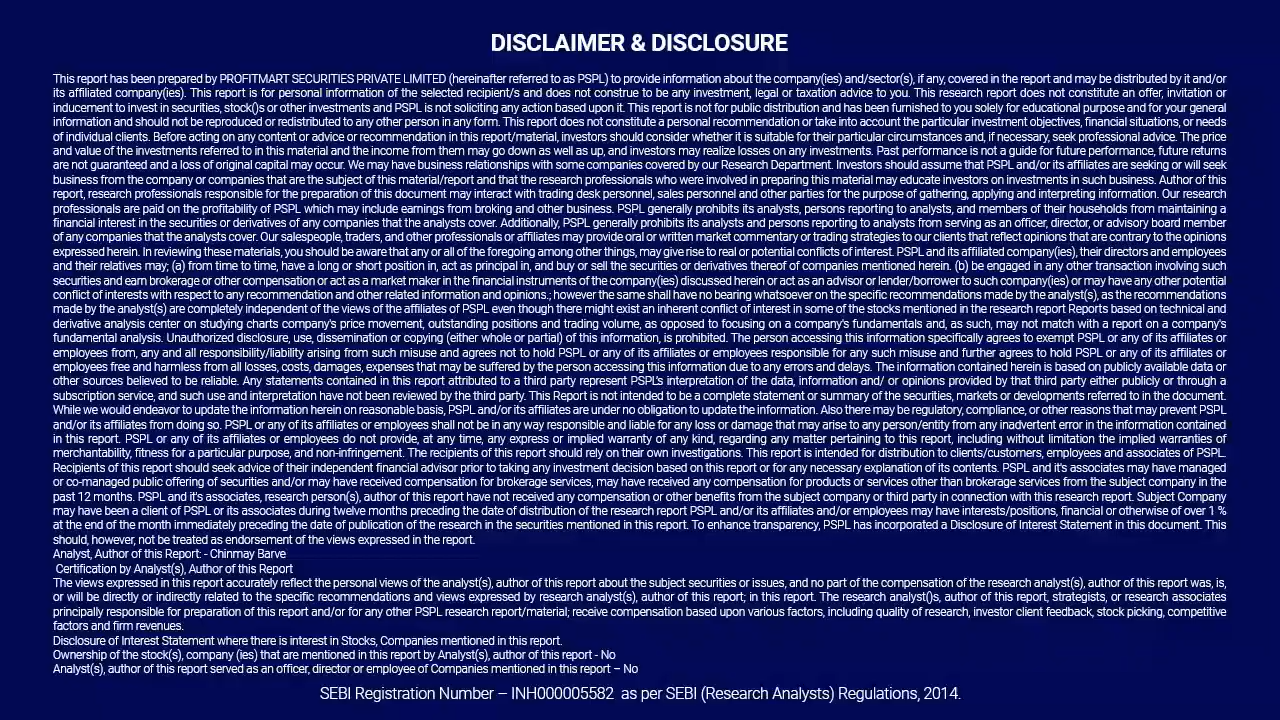 DISCLAIMER & DISCLOSURE
This report has been prepared by PROFITMART SECURITIES PRIVATE LIMITED (hereinafter referred to as PSPL) to provide information about the company(ies) and/sector(s), if any, covered in the report and may be distributed by it and/or
its affiliated company(ies). This report is for personal information of the selected recipient/s and does not construe to be any investment, legal or taxation advice to you. This research report does not constitute an offer, invitation or
inducement to invest in securities, stock()s or other investments and PSPL is not soliciting any action based upon it. This report is not for public distribution and has been furnished to you solely for educational purpose and for your general
information and should not be reproduced or redistributed to any other person in any form. This report does not constitute a personal recommendation or take into account the particular investment objectives, financial situations, or needs
of individual clients. Before acting on any content or advice or recommendation in this report/material, investors should consider whether it is suitable for their particular circumstances and, if necessary, seek professional advice. The price
and value of the investments referred to in this material and the income from them may go down as well as up, and investors may realize losses on any investments. Past performance is not a guide for future performance, future returns
are not guaranteed and a loss of original capital may occur. We may have business relationships with some companies covered by our Research Department. Investors should assume that PSPL and/or its affiliates are seeking or will seek
business from the company or companies that are the subject of this material/report and that the research professionals who were involved in preparing this material may educate investors on investments in such business. Author of this
report, research professionals responsible for the preparation of this document may interact with trading desk personnel, sales personnel and other parties for the purpose of gathering, applying and interpreting information. Our research
professionals are paid on the profitability of PSPL which may include earnings from broking and other business. PSPL generally prohibits its analysts, persons reporting to analysts, and members of their households from maintaining a
financial interest in the securities or derivatives of any companies that the analysts cover. Additionally, PSPL generally prohibits its analysts and persons reporting to analysts from serving as an officer, director, or advisory board member
of any companies that the analysts cover. Our salespeople, traders, and other professionals or affiliates may provide oral or written market commentary or trading strategies to our clients that reflect opinions that are contrary to the opinions
expressed herein. In reviewing these materials, you should be aware that any or all of the foregoing among other things, may give rise to real or potential conflicts of interest. PSPL and its affiliated company(ies), their directors and employees
and their relatives may; (a) from time to time, have a long or short position in, act as principal in, and buy or sell the securities or derivatives thereof of companies mentioned herein. (b) be engaged in any other transaction involving such
securities and earn brokerage or other compensation or act as a market maker in the financial instruments of the company(ies) discussed herein or act as an advisor or lender/borrower to such company(ies) or may have any other potential
conflict of interests with respect to any recommendation and other related information and opinions.; however the same shall have no bearing whatsoever on the specific recommendations made by the analyst(s), as the recommendations
made by the analyst(s) are completely independent of the views of the affiliates of PSPL even though there might exist an inherent conflict of interest in some of the stocks mentioned in the research report Reports based on technical and
derivative analysis center on studying charts company's price movement, outstanding positions and trading volume, as opposed to focusing on a company's fundamentals and, as such, may not match with a report on a company's
fundamental analysis. Unauthorized disclosure, use, dissemination or copying (either whole or partial) of this information, is prohibited. The person accessing this information specifically agrees to exempt PSPL or any of its affiliates or
employees from, any and all responsibility/liability arising from such misuse and agrees not to hold PSPL or any of its affiliates or employees responsible for any such misuse and further agrees to hold PSPL or any of its affiliates or
employees free and harmless from all losses, costs, damages, expenses that may be suffered by the person accessing this information due to any errors and delays. The information contained herein is based on publicly available data or
other sources believed to be reliable. Any statements contained in this report attributed to a third party represent PSPL's interpretation of the data, information and/ or opinions provided by that third party either publicly or through a
subscription service, and such use and interpretation have not been reviewed by the third party. This Report is not intended to be a complete statement or summary of the securities, markets or developments referred to in the document.
While we would endeavor to update the information herein on reasonable basis, PSPL and/or its affiliates are under no obligation to update the information. Also there may be regulatory, compliance, or other reasons that may prevent PSPL
and/or its affiliates from doing so. PSPL or any of its affiliates or employees shall not be in any way responsible and liable for any loss or damage that may arise to any person/entity from any inadvertent error in the information contained
in this report. PSPL or any of its affiliates or employees do not provide, at any time, any express or implied warranty of any kind, regarding any matter pertaining to this report, including without limitation the implied warranties of
merchantability, fitness for a particular purpose, and non-infringement. The recipients of this report should rely on their own investigations. This report is intended for distribution to clients/customers, employees and associates of PSPL.
Recipients of this report should seek advice of their independent financial advisor prior to taking any investment decision based on this report or for any necessary explanation of its contents. PSPL and it's associates may have managed
or co-managed public offering of securities and/or may have received compensation for brokerage services, may have received any compensation for products or services other than brokerage services from the subject company in the
past 12 months. PSPL and it's associates, research person(s), author of this report have not received any compensation or other benefits from the subject company or third party in connection with this research report. Subject Company
may have been a client of PSPL or its associates during twelve months preceding the date of distribution of the research report PSPL and/or its affiliates and/or employees may have interests/positions, financial or otherwise of over 1 %
at the end of the month immediately preceding the date of publication of the research in the securities mentioned in this report. To enhance transparency, PSPL has incorporated a Disclosure of Interest Statement in this document. This
should, however, not be treated as endorsement of the views expressed in the report.
Analyst, Author of this Report: - Chinmay Barve
Certification by Analyst(s), Author of this Report
The views expressed in this report accurately reflect the personal views of the analyst(s), author of this report about the subject securities or issues, and no part of the compensation of the research analyst(s), author of this report was, is,
or will be directly or indirectly related to the specific recommendations and views expressed by research analyst(s), author of this report; in this report. The research analyst()s, author of this report, strategists, or research associates
principally responsible for preparation of this report and/or for any other PSPL research report/material; receive compensation based upon various factors, including quality of research, investor client feedback, stock picking, competitive
factors and firm revenues.
Disclosure of Interest Statement where there is interest in Stocks, Companies mentioned in this report.
Ownership of the stock(s), company (ies) that are mentioned in this report by Analyst(s), author of this report - No
Analyst(s), author of this report served as an officer, director or employee of Companies mentioned in this report – No
SEBI Registration Number – INH000005582 as per SEBI (Research Analysts) Regulations, 2014.